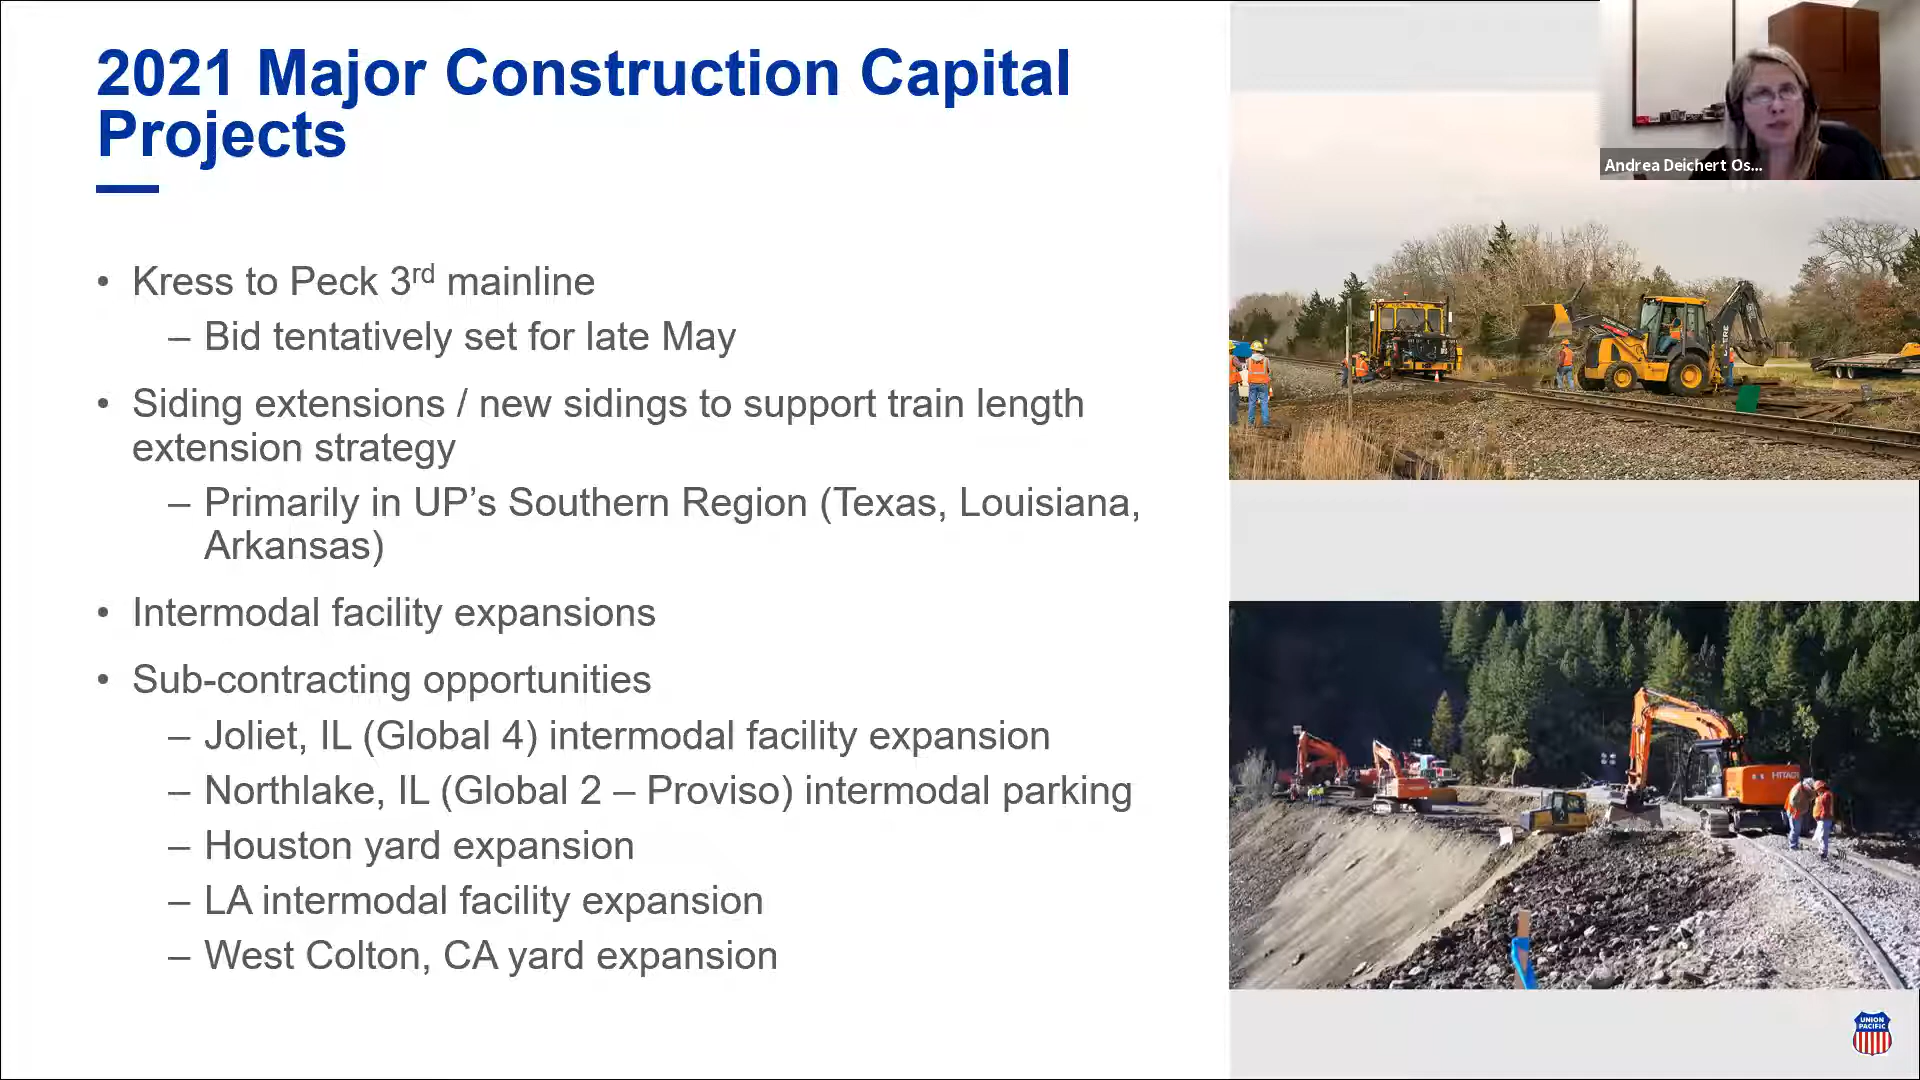 2021 Major Construction Capital
Projects
Andrea Deichert Os...
• Kress to Peck 3rd mainline
– Bid tentatively set for late May
• Siding extensions / new sidings to support train length
extension strategy
– Primarily in UP’s Southern Region (Texas, Louisiana,
Arkansas)
• Intermodal facility expansions
• Sub-contracting opportunities
– Joliet, IL (Global 4) intermodal facility expansion
– Northlake, IL (Global 2 – Proviso) intermodal parking
– Houston yard expansion
– LA intermodal facility expansion
– West Colton, CA yard expansion
DEERE
HITACHI
UNION
PACIFIC